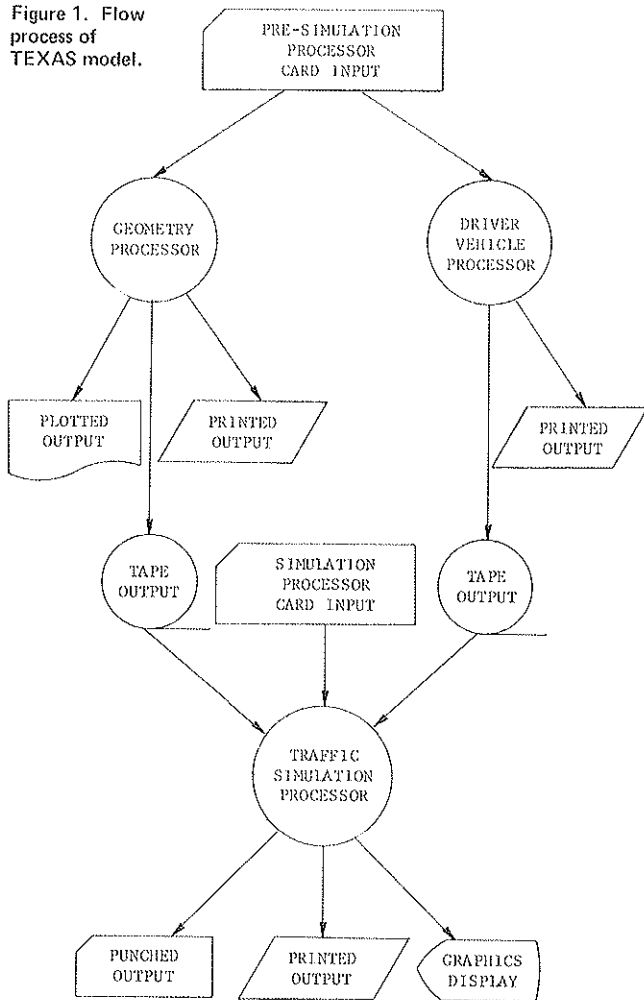 Figure 1. Flow
process of
TEXAS model.
PRE-SIMULATION
PROCESSOR
CARD INPUT
GEOMETRY
PROCESSOR
DRIVER
VEHICLE
PROCESSOR
PLOTTED
OUTPUT
PRINTED
OUTPUT
PRINTED
OUTPUT
TAPE
OUTPUT
SIMULATION
PROCESSOR
CARD INPUT
TAPE
OUTPUT
TRAFFIC
SIMULATION
PROCESSOR
PUNCHED
OUTPUT
PRINTED
OUTPUT
GRAPHICS
DISPLAY